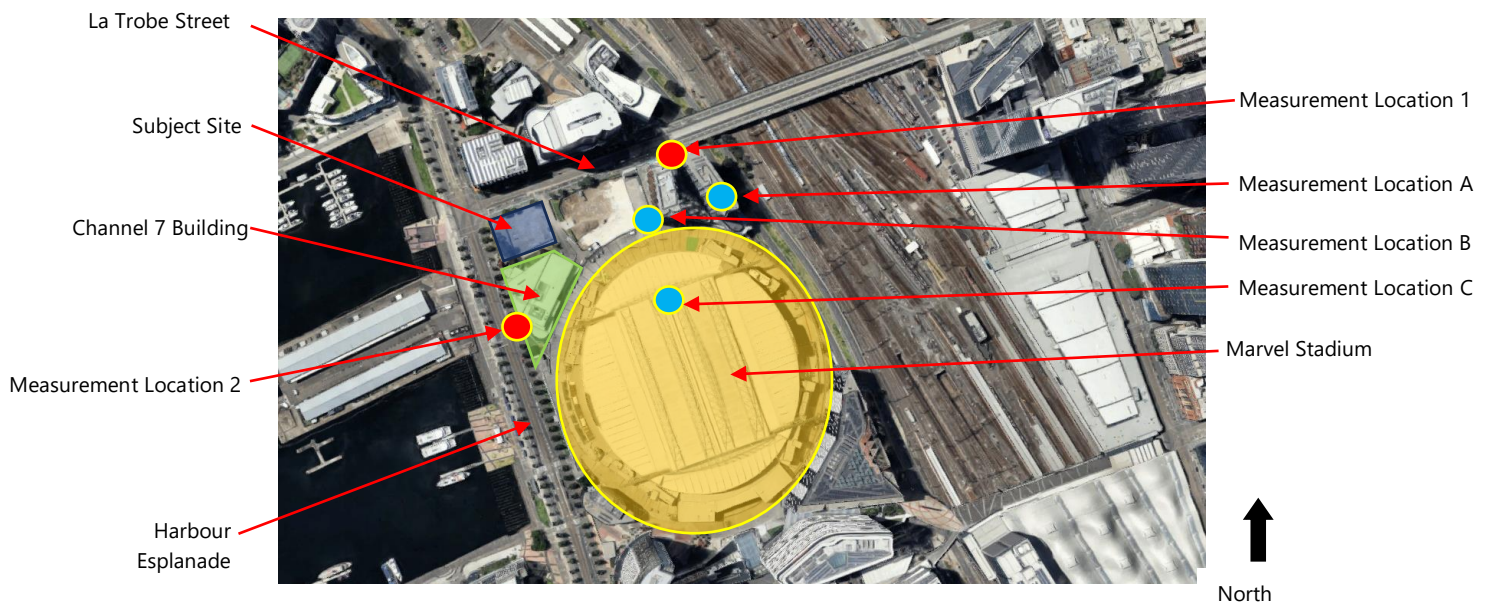 La Trobe Street
Subject Site
Channel 7 Building
Measurement Location 2
Harbour
Esplanade
Measurement Location 1
Measurement Location A
Measurement Location B
Measurement Location C
Marvel Stadium
North